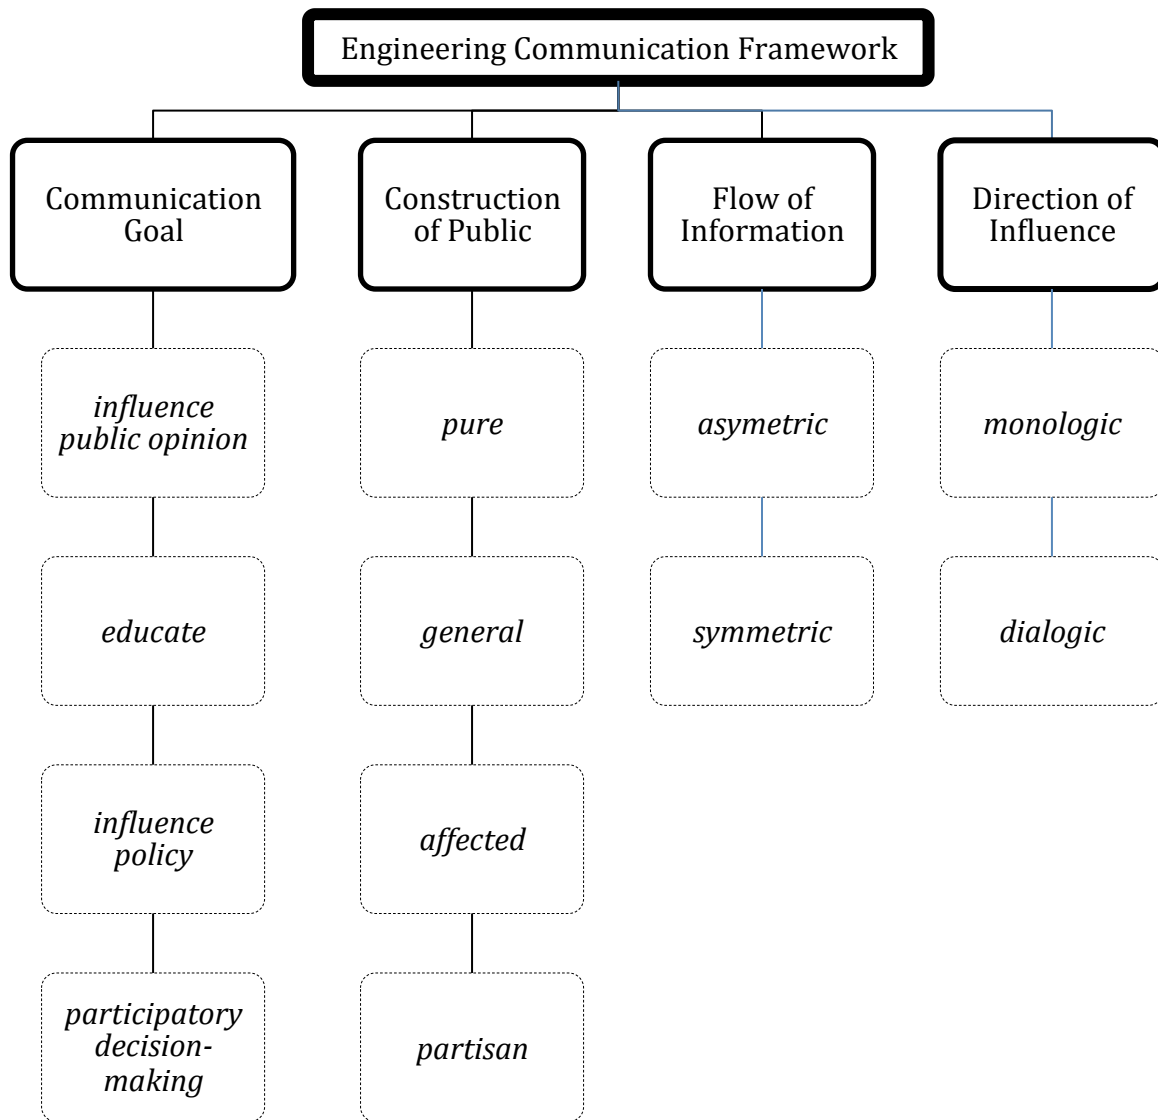 Engineering Communication Framework
Communication
Goal
Construction
of Public
Flow of
Information
Direction of
Influence
influence
public opinion
pure
asymetric
monologic
educate
general
symmetric
dialogic
influence
policy
affected
participatory
decision-
making
partisan